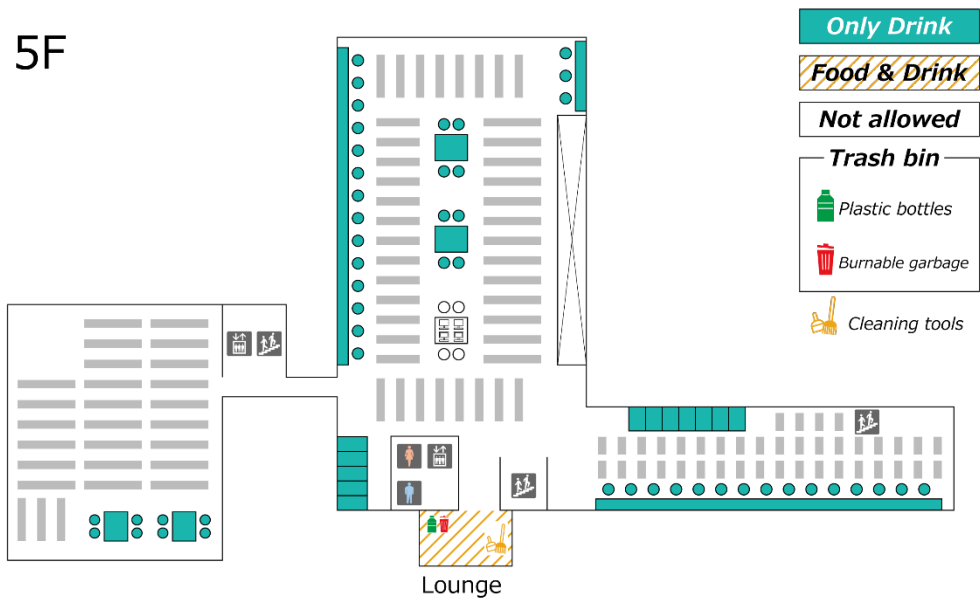 5F
Only Drink
Food & Drink
Not allowed
Trash bin
Plastic bottles
Burnable garbage
Cleaning tools
Lounge